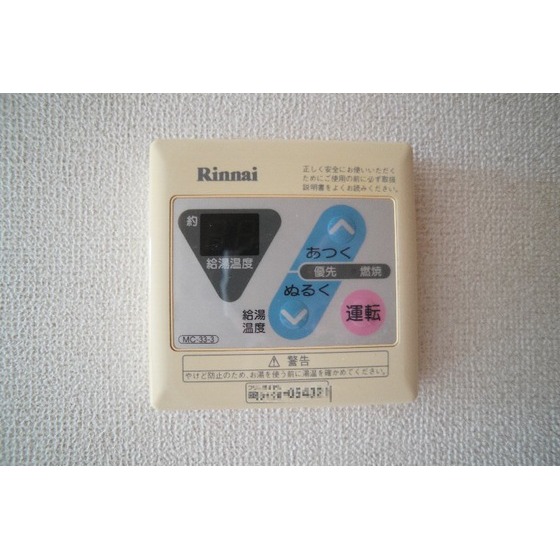 Rinnai
正しく安全にお使いいただく
ためにご使用の前に必ず取扱
説明書をよくお読みください。
約
給湯温度
あつく
優先 燃焼
ぬるく
給湯
温度
運転
MC-33-3
警告
やけど防止のため、お湯を使う前に湯温を確かめてください。